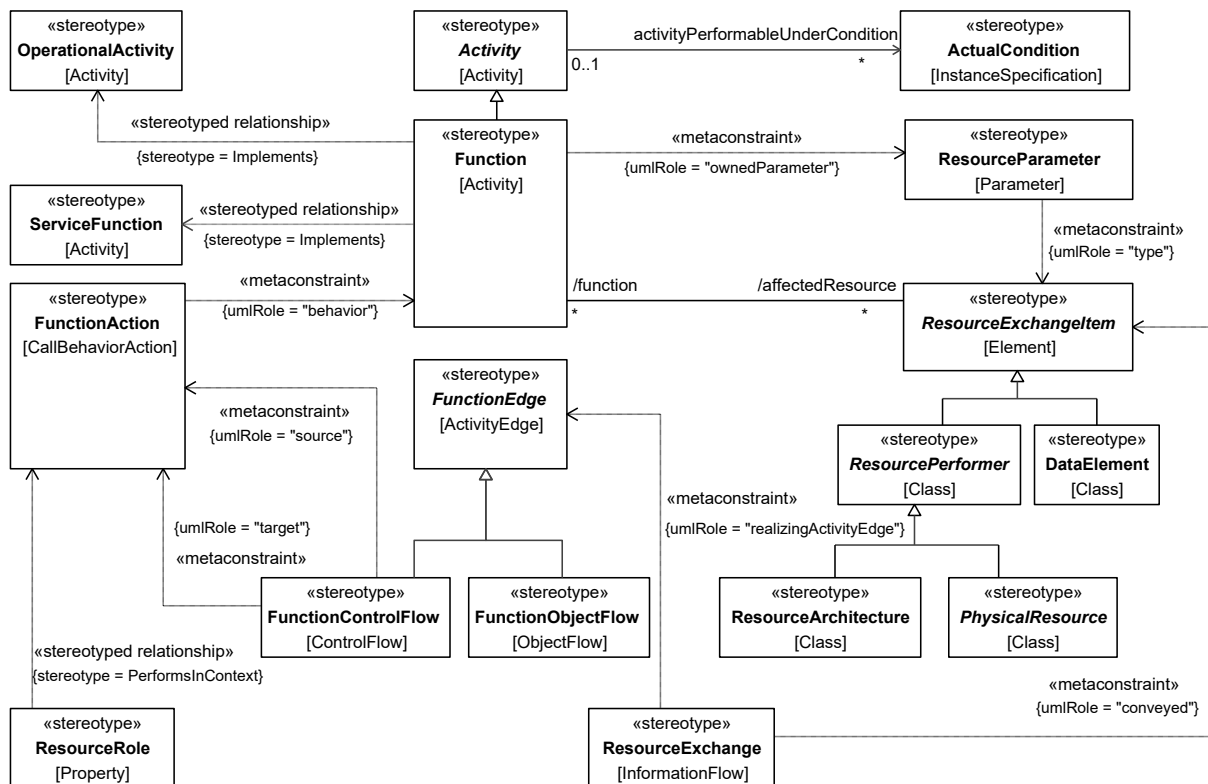 «stereotype»
OperationalActivity
[Activity]
«stereotype»
Activity
[Activity]
activityPerformableUnderCondition
0..1
*
«stereotype»
ActualCondition
[InstanceSpecification]
«stereotyped relationship»
{stereotype = Implements}
«stereotype»
Function
[Activity]
«metaconstraint»
{umlRole = "ownedParameter"}
«stereotype»
ResourceParameter
[Parameter]
«stereotype»
ServiceFunction
[Activity]
«stereotyped relationship»
{stereotype = Implements}
«metaconstraint»
{umlRole = "type"}
«stereotype»
FunctionAction
[CallBehaviorAction]
«metaconstraint»
{umlRole = "behavior"}
/function
*
/affectedResource
*
«stereotype»
ResourceExchangeItem
[Element]
«stereotype»
FunctionEdge
[ActivityEdge]
«metaconstraint»
{umlRole = "source"}
«stereotype»
ResourcePerformer
[Class]
«stereotype»
DataElement
[Class]
«metaconstraint»
{umlRole = "realizingActivityEdge"}
{umlRole = "target"}
«metaconstraint»
«stereotype»
FunctionControlFlow
[ControlFlow]
«stereotype»
FunctionObjectFlow
[ObjectFlow]
«stereotype»
ResourceArchitecture
[Class]
«stereotype»
PhysicalResource
[Class]
«stereotyped relationship»
{stereotype = PerformsInContext}
«metaconstraint»
{umlRole = "conveyed"}
«stereotype»
ResourceRole
[Property]
«stereotype»
ResourceExchange
[InformationFlow]